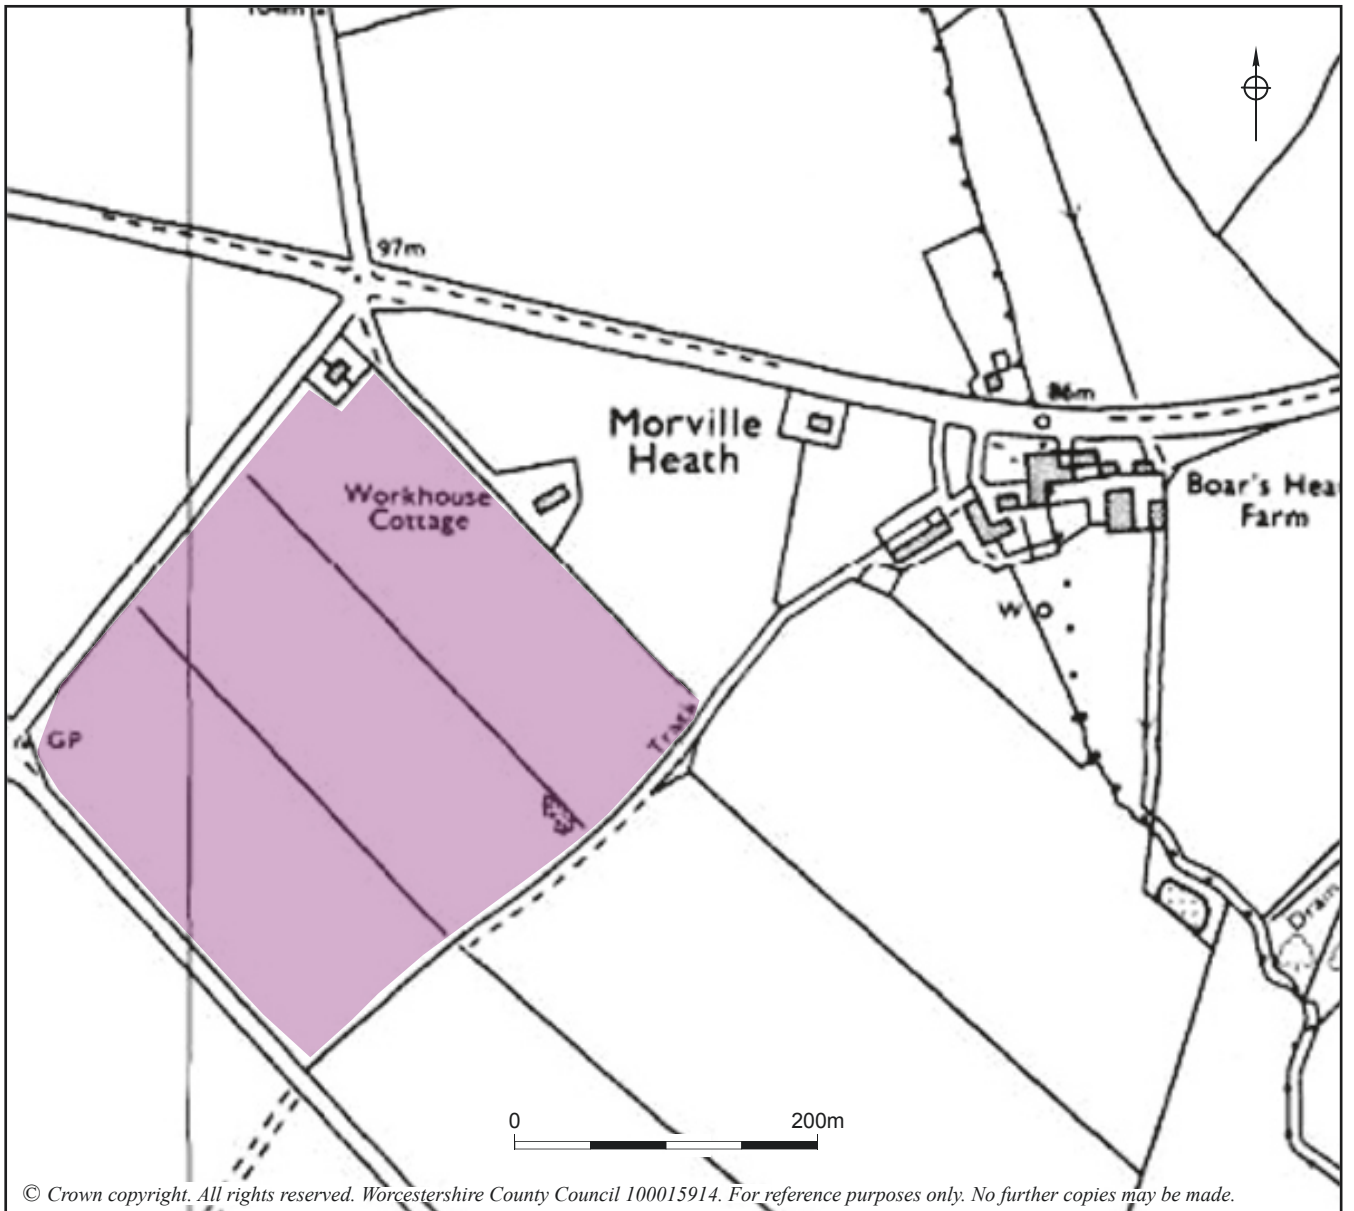 97m
86m
Morville
Heath
Workhouse
Cottage
Boar's Hea
Farm
W
Track
GP
Drain
0 200m
© Crown copyright. All rights reserved. Worcestershire County Council 100015914. For reference purposes only. No further copies may be made.